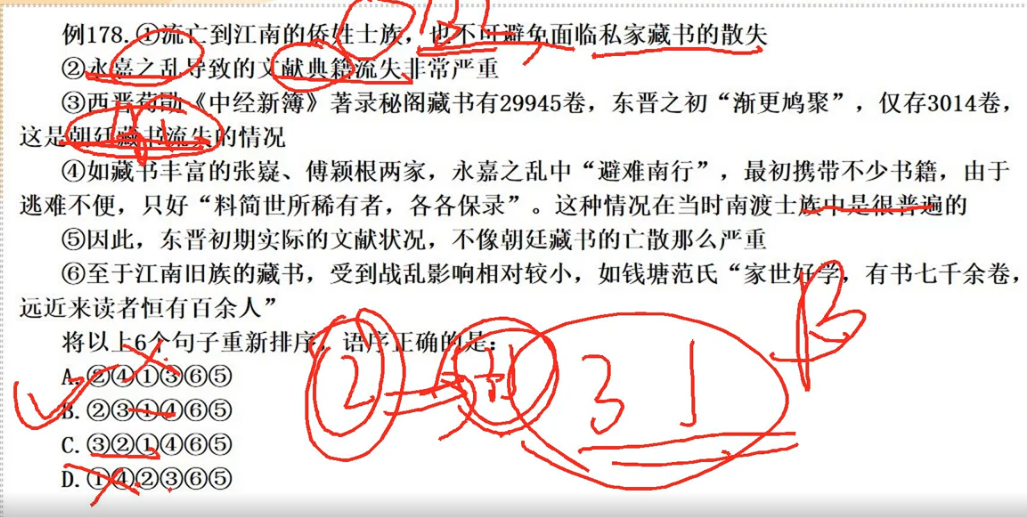 例178.①流亡到江南的侨姓士族，也不可避免面临私家藏书的散失
②永嘉之乱导致的文献典籍流失非常严重
③西晋荀勖《中经新簿》著录秘阁藏书有29945卷，东晋之初“渐更鸠聚”，仅存3014卷，
这是朝廷藏书流失的情况
④如藏书丰富的张嶷、傅颖根两家，永嘉之乱中“避难南行”，最初携带不少书籍，由于
逃难不便，只好“料简世所稀有者，各各保录”。这种情况在当时南渡士族中是很普遍的
⑤因此，东晋初期实际的文献状况，不像朝廷藏书的亡散那么严重
⑥至于江南旧族的藏书，受到战乱影响相对较小，如钱塘范氏“家世好学，有书七千余卷，
远近来读者恒有百余人”
将以上6个句子重新排序，语序正确的是：
A.②④①③⑥⑤
B.②③①④⑥⑤
C.③②①④⑥⑤
D.①④②③⑥⑤
2
3 1
B